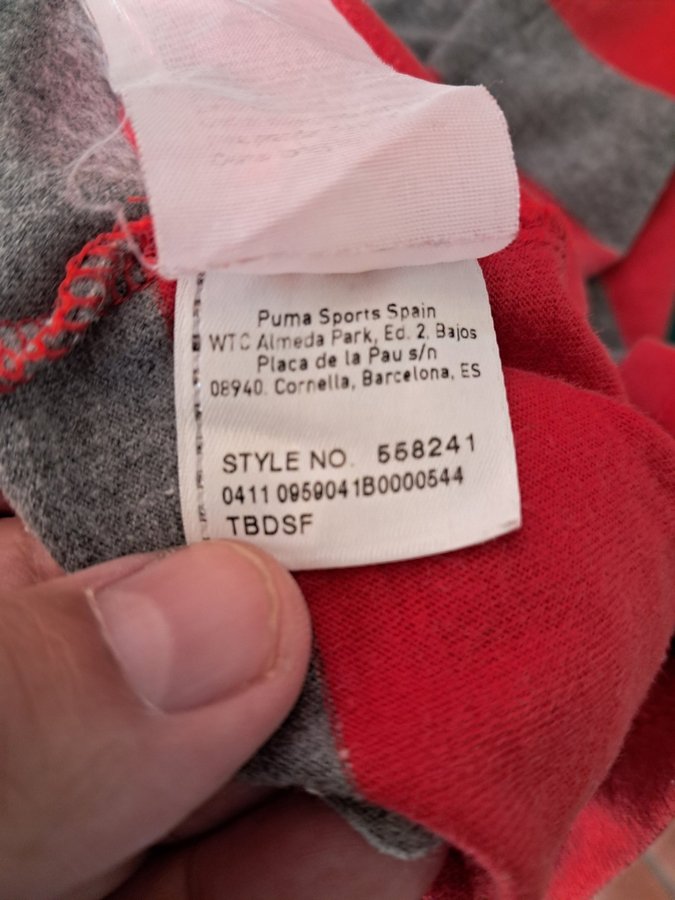 Puma Sports Spain
WTC Almeda Park, Ed. 2, Bajos
Placa de la Pau s/n
08940. Cornella, Barcelona, ES
STYLE NO. 558241
0411 0959041B0000544
TBDSF